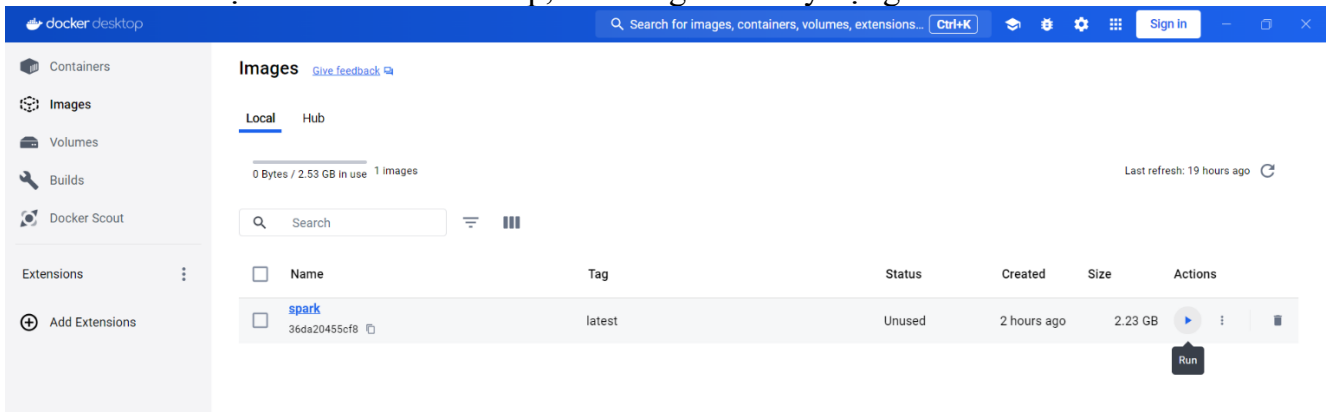 docker desktop
Search for images, containers, volumes, extensions... Ctrl+K
Sign in
Containers
Images
Volumes
Builds
Docker Scout
Extensions
Add Extensions
Images Give feedback
Local Hub
0 Bytes / 2.53 GB in use 1 images
Last refresh: 19 hours ago
Search
Name Tag Status Created Size Actions
spark
36da20455cf8 latest Unused 2 hours ago 2.23 GB
Run